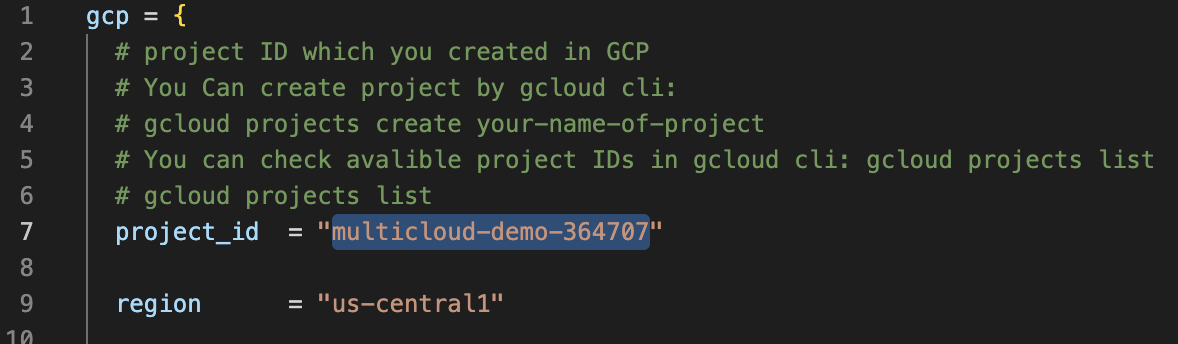 1 gcp = {
2 # project ID which you created in GCP
3 # You Can create project by gcloud cli:
4 # gcloud projects create your-name-of-project
5 # You can check avalible project IDs in gcloud cli: gcloud projects list
6 # gcloud projects list
7 project_id = "multicloud-demo-364707"
8
9 region = "us-central1"
10